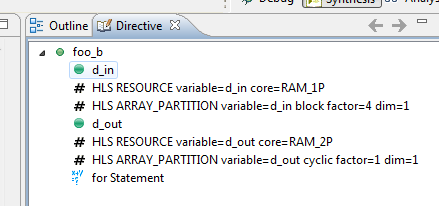 Synthesis
Outline Directive
foo_b
d_in
# HLS RESOURCE variable=d_in core=RAM_1P
# HLS ARRAY_PARTITION variable=d_in block factor=4 dim=1
d_out
# HLS RESOURCE variable=d_out core=RAM_2P
# HLS ARRAY_PARTITION variable=d_out cyclic factor=1 dim=1
for Statement